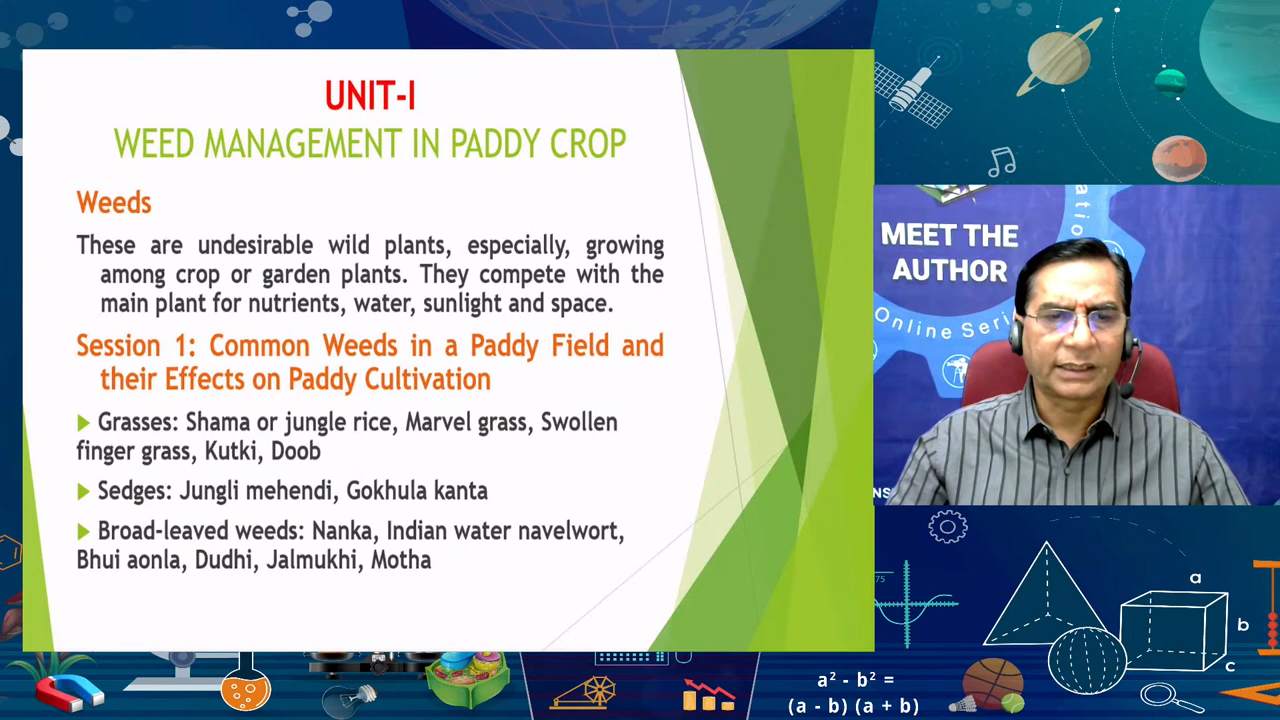 UNIT-I
WEED MANAGEMENT IN PADDY CROP
Weeds
These are undesirable wild plants, especially, growing
among crop or garden plants. They compete with the
main plant for nutrients, water, sunlight and space.
Session 1: Common Weeds in a Paddy Field and
their Effects on Paddy Cultivation
Grasses: Shama or jungle rice, Marvel grass, Swollen
finger grass, Kutki, Doob
Sedges: Jungli mehendi, Gokhula kanta
Broad-leaved weeds: Nanka, Indian water navelwort,
Bhui aonla, Dudhi, Jalmukhi, Motha
MEET THE
AUTHOR
Online Seri
a
b
c
a² - b² =
(a - b) (a + b)